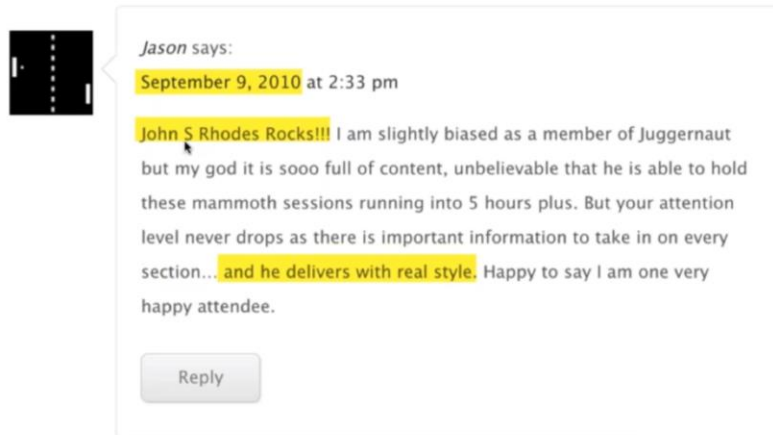 Jason says:
September 9, 2010 at 2:33 pm
John S Rhodes Rocks!!! I am slightly biased as a member of Juggernaut
but my god it is sooo full of content, unbelievable that he is able to hold
these mammoth sessions running into 5 hours plus. But your attention
level never drops as there is important information to take in on every
section... and he delivers with real style. Happy to say I am one very
happy attendee.
Reply